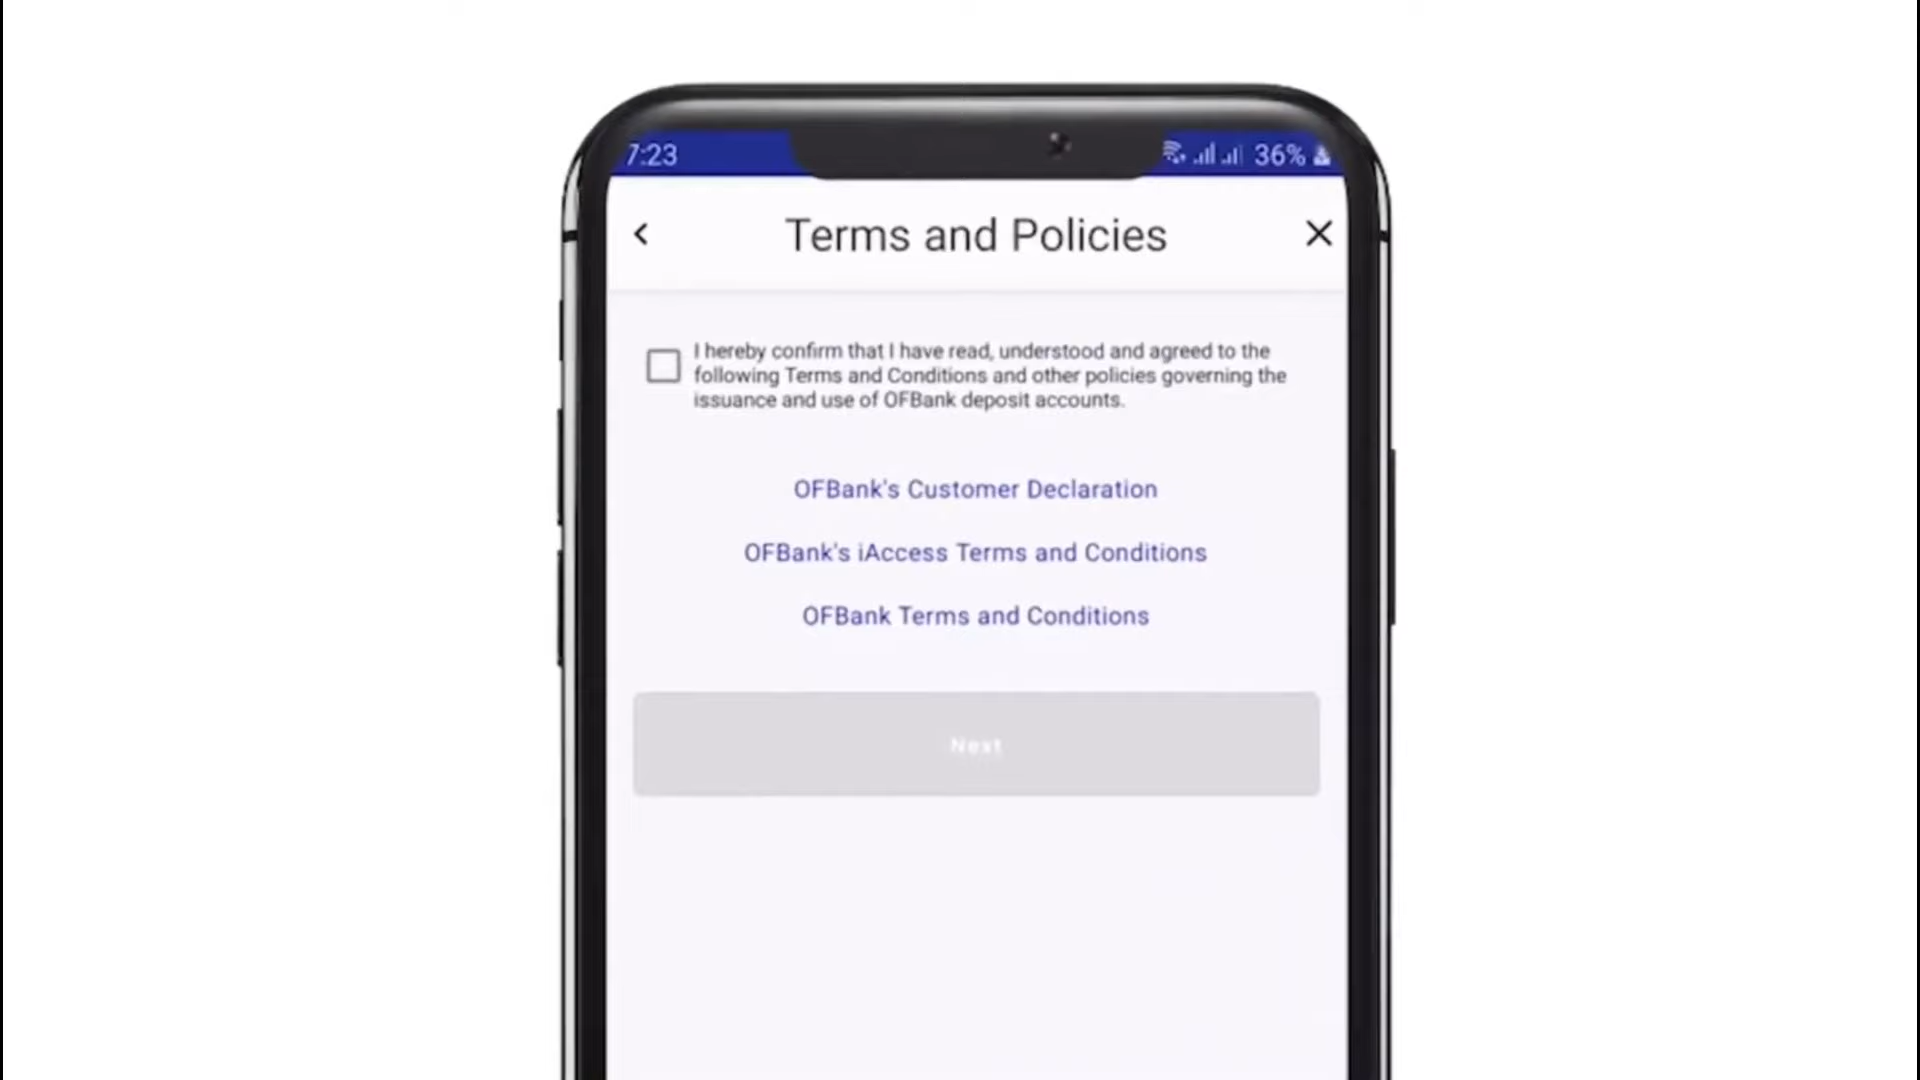 7:23
36%
Terms and Policies
I hereby confirm that I have read, understood and agreed to the
following Terms and Conditions and other policies governing the
issuance and use of OFBank deposit accounts.
OFBank's Customer Declaration
OFBank's iAccess Terms and Conditions
OFBank Terms and Conditions
Next